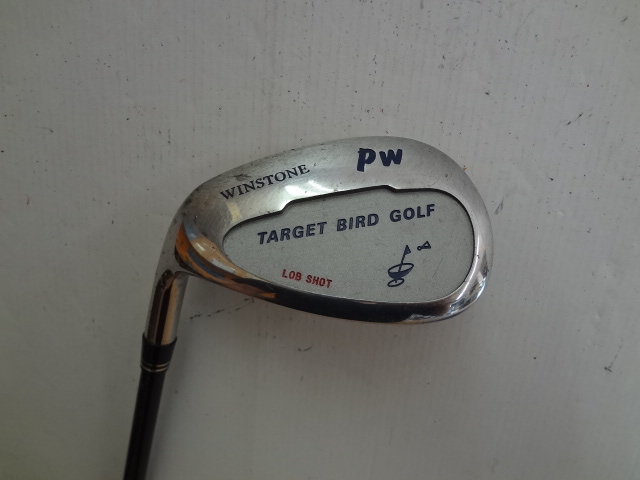 WINSTONE
PW
TARGET BIRD GOLF
LOB SHOT